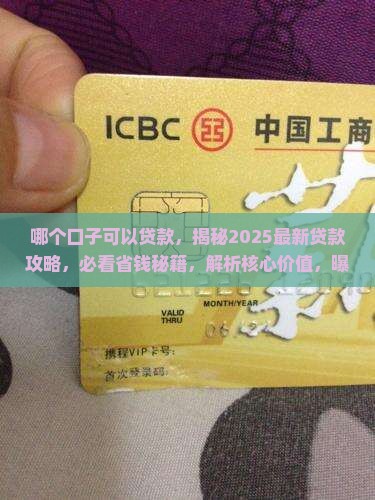 ICBC 中国工商
哪个口子可以贷款，揭秘2025最新贷款
攻略，必看省钱秘籍，解析核心价值，曝
VALID
THRU
MONTH/YEAR
携程VIP卡号:
首次登录码: